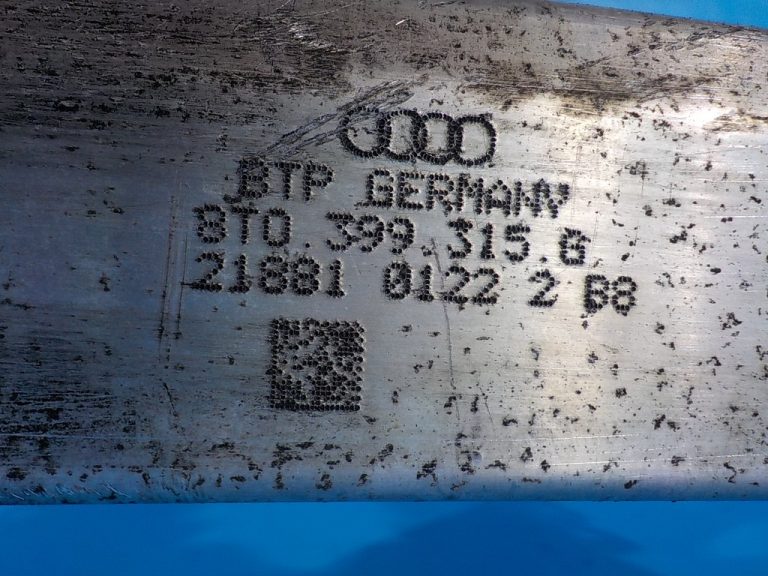 BTP GERMANY
8T0.399.315.B
21881 0122 2 B8